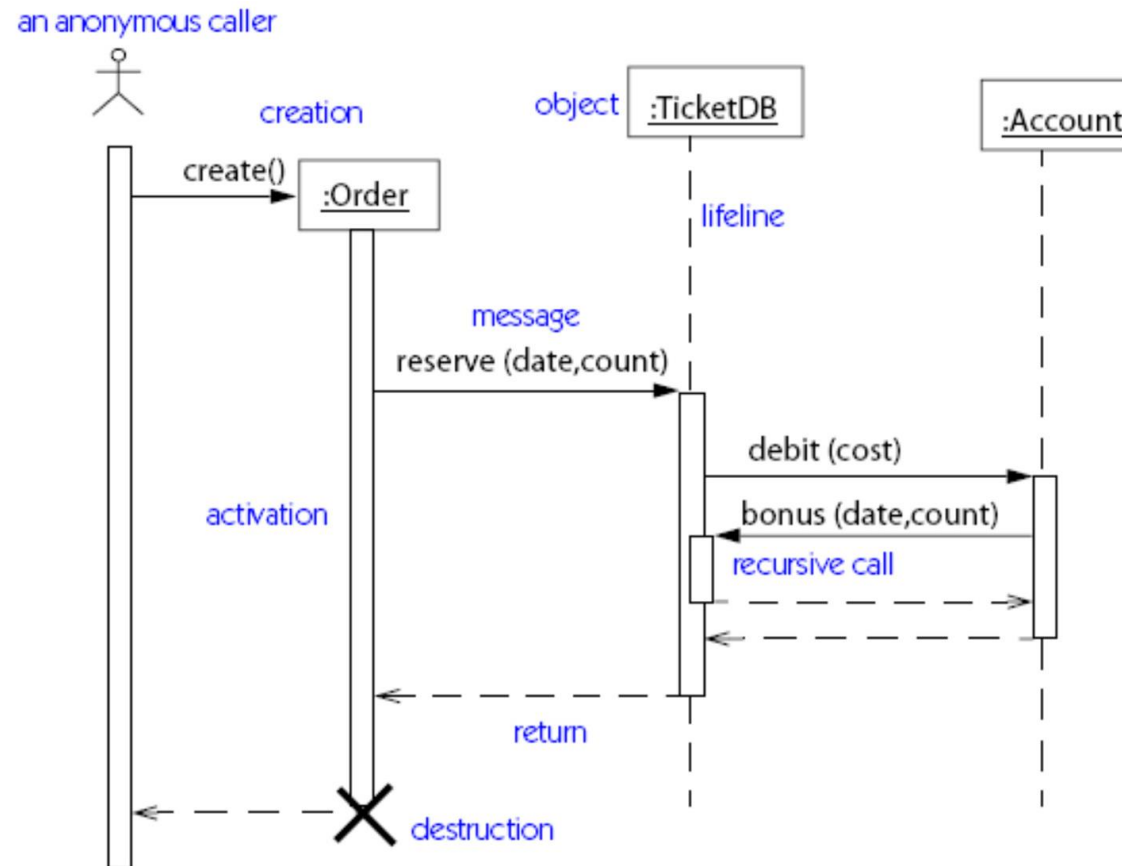 an anonymous caller
creation
object
:TicketDB
:Account
create()
:Order
lifeline
message
reserve (date,count)
debit (cost)
activation
bonus (date,count)
recursive call
return
destruction